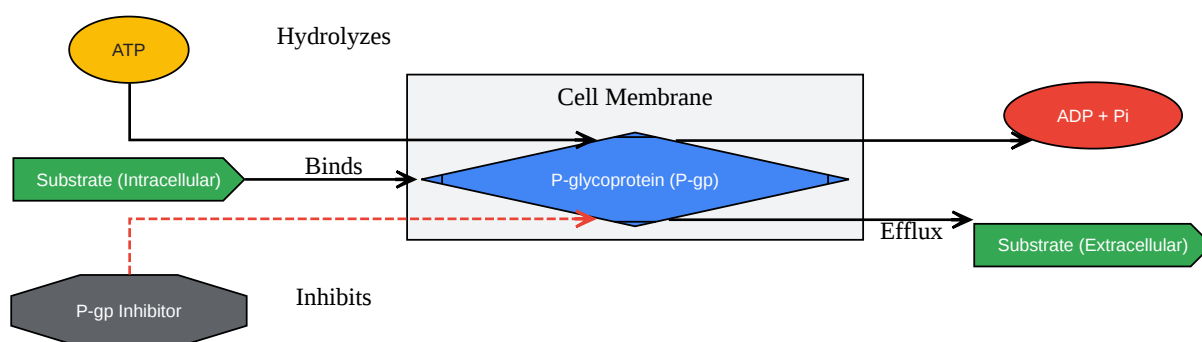 Hydrolyzes
ATP
Cell Membrane
ADP + Pi
Binds
Substrate (Intracellular)
P-glycoprotein (P-gp)
Efflux
Substrate (Extracellular)
Inhibits
P-gp Inhibitor